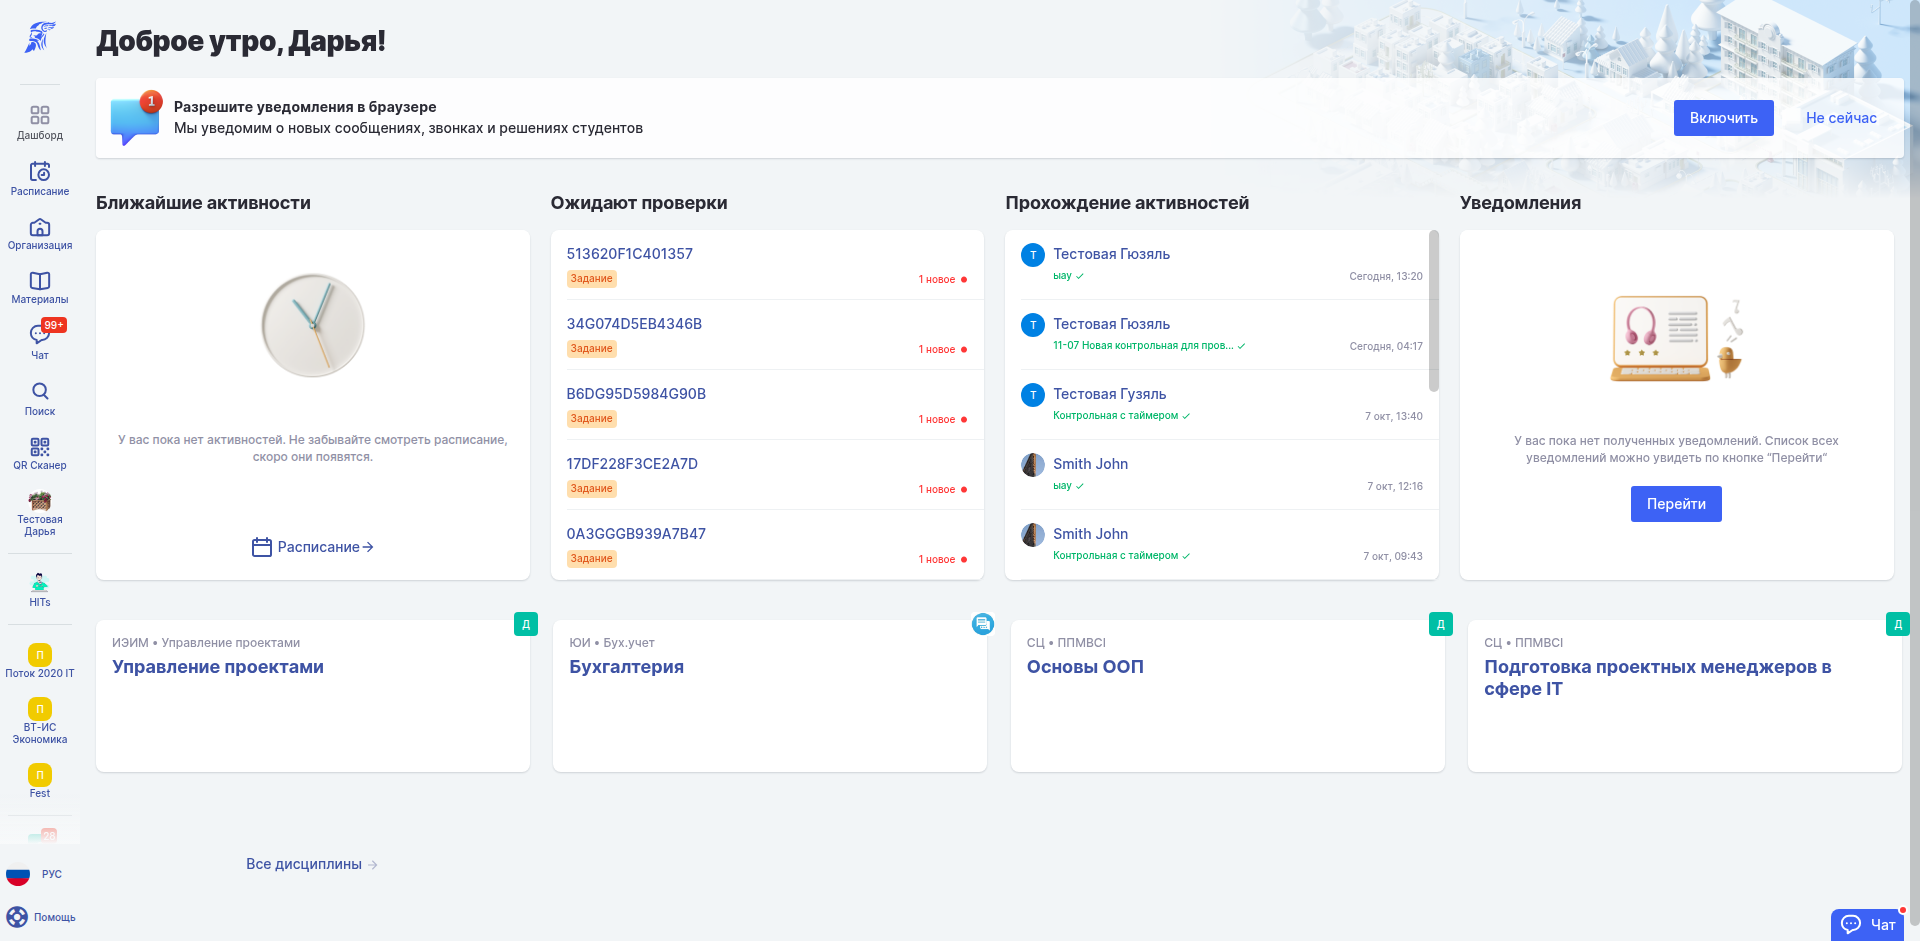 Доброе утро, Дарья!
1
Разрешите уведомления в браузере
Мы уведомим о новых сообщениях, звонках и решениях студентов
Включить
Не сейчас
Дашборд
Расписание
Организация
Материалы
99+
Чат
Поиск
QR Сканер
Тестовая
Дарья
HITs
П
Поток 2020 IT
П
ВТ-ИС
Экономика
П
Fest
28
РУС
Помощь
Ближайшие активности
У вас пока нет активностей. Не забывайте смотреть расписание,
скоро они появятся.
Расписание
Ожидают проверки
513620F1C401357
Задание
1 новое
34G074D5EB4346B
Задание
1 новое
B6DG95D5984G90B
Задание
1 новое
17DF228F3CE2A7D
Задание
1 новое
0A3GGGB939A7B47
Задание
1 новое
Прохождение активностей
Т
Тестовая Гюзяль
ыау
Сегодня, 13:20
Т
Тестовая Гюзяль
11-07 Новая контрольная для пров...
Сегодня, 04:17
Т
Тестовая Гузяль
Контрольная с таймером
7 окт, 13:40
Smith John
ыау
7 окт, 12:16
Smith John
Контрольная с таймером
7 окт, 09:43
Уведомления
У вас пока нет полученных уведомлений. Список всех
уведомлений можно увидеть по кнопке “Перейти”
Перейти
Д
ИЭИМ • Управление проектами
Управление проектами
ЮИ • Бух.учет
Бухгалтерия
Д
СЦ • ППМВСI
Основы ООП
Д
СЦ • ППМВСI
Подготовка проектных менеджеров в
сфере IT
Все дисциплины
Чат